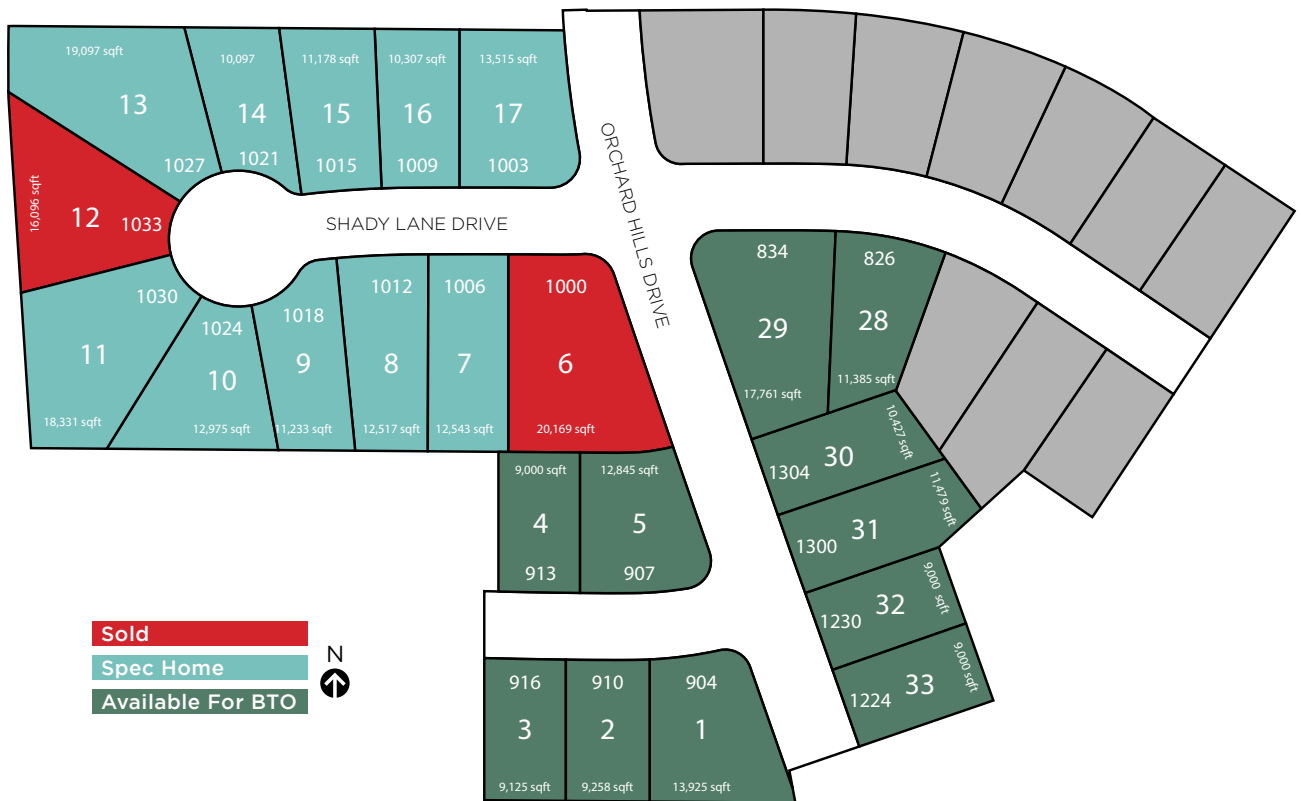 19,097 sqft
13
1027
10,097
14
1021
11,178 sqft
15
1015
10,307 sqft
16
1009
13,515 sqft
17
1003
16,096 sqft
12
1033
SHADY LANE DRIVE
ORCHARD HILLS DRIVE
1030
11
18,331 sqft
1024
10
12,975 sqft
1018
9
11,233 sqft
1012
8
12,517 sqft
1006
7
12,543 sqft
1000
6
20,169 sqft
834
29
17,761 sqft
826
28
11,385 sqft
10,427 sqft
30
1304
11,479 sqft
31
1300
9,000 sqft
32
1230
9,000 sqft
33
1224
9,000 sqft
4
913
12,845 sqft
5
907
916
3
9,125 sqft
910
2
9,258 sqft
904
1
13,925 sqft
Sold
Spec Home
Available For BTO
N